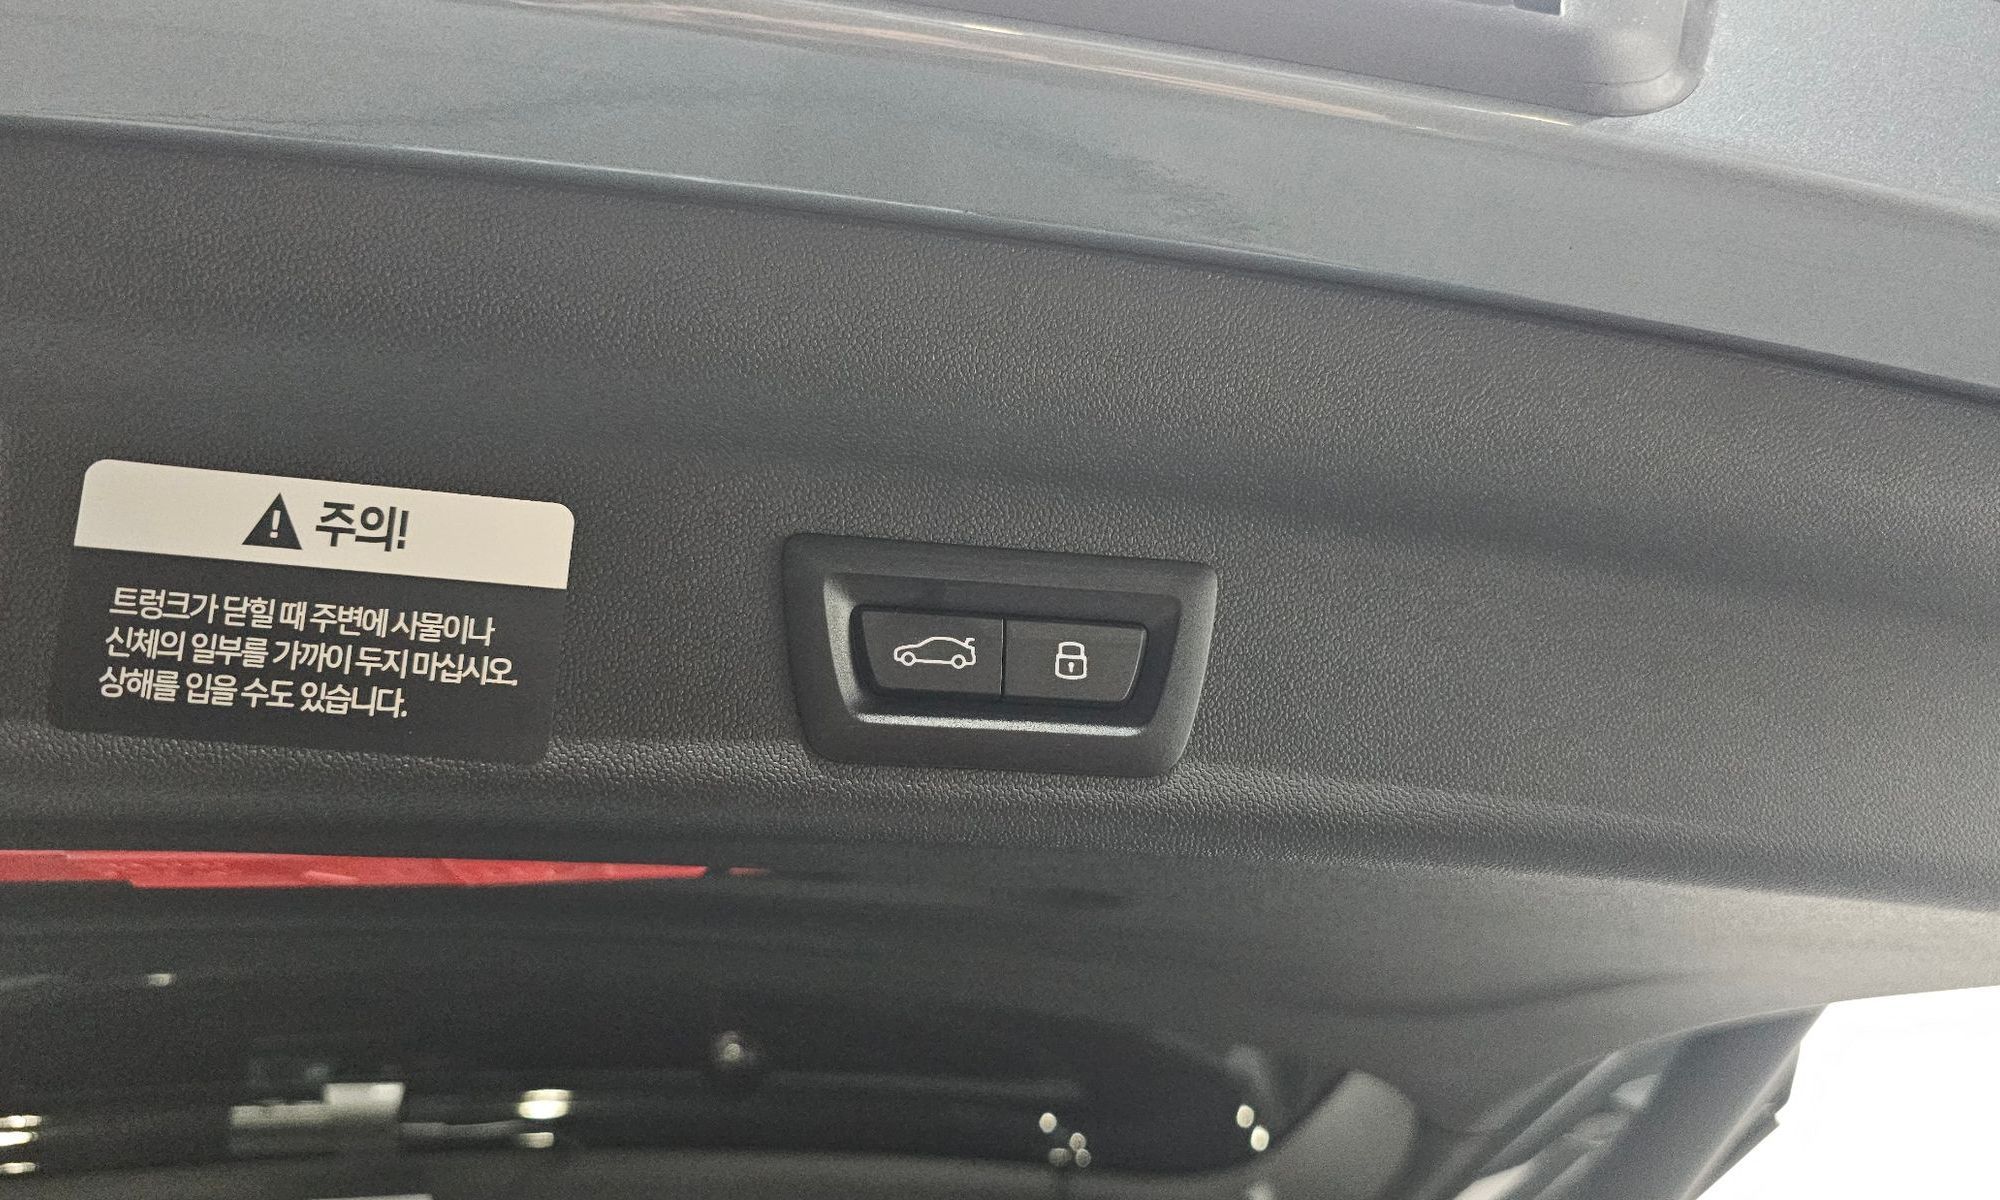 주의!
트렁크가 닫힐 때 주변에 사물이나
신체의 일부를 가까이 두지 마십시오.
상해를 입을 수도 있습니다.